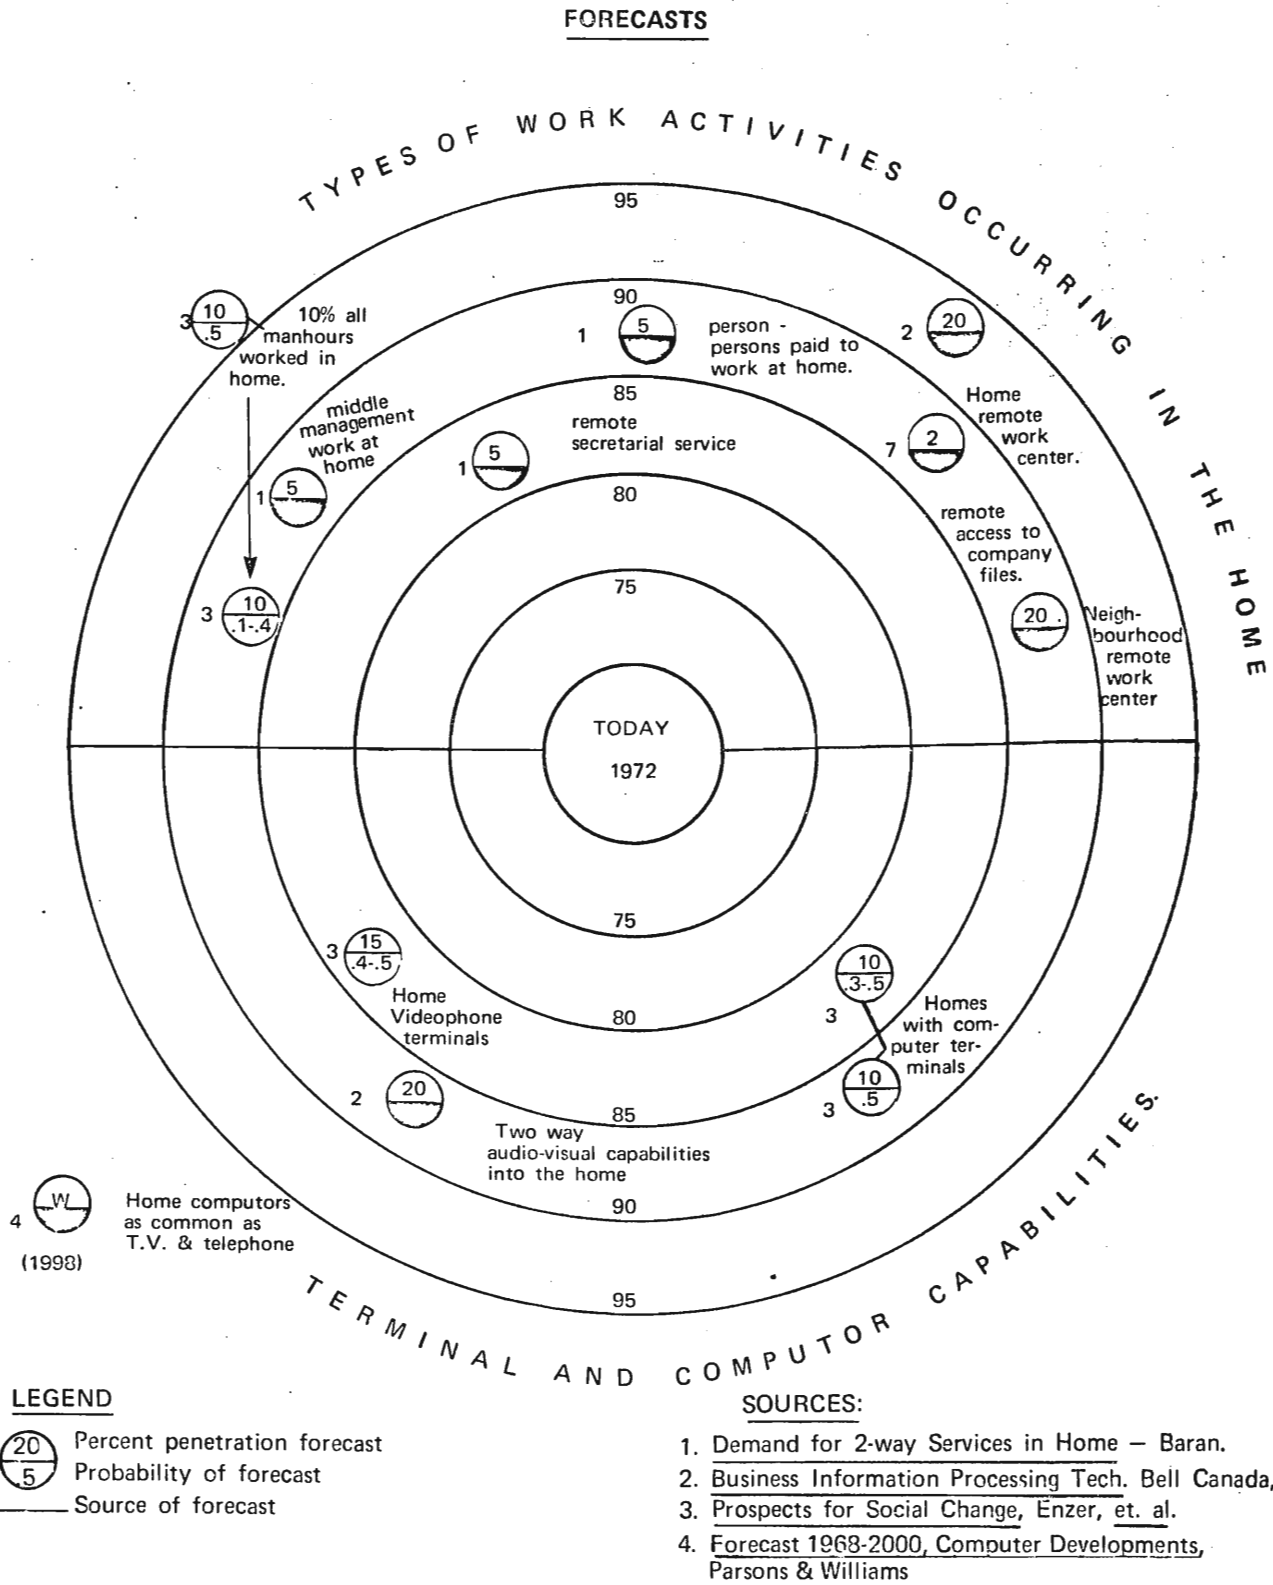 FORECASTS
TYPES OF WORK ACTIVITIES OCCURRING IN THE HOME
95
90
85
80
75
3
10
.5
10% all
manhours
worked in
home.
middle
management
work at
home
1
5
3
10
.1-.4
1
5
remote
secretarial service
1
5
person -
persons paid to
work at home.
2
20
Home
remote
work
center.
7
2
remote
access to
company
files.
20
Neigh-
bourhood
remote
work
center
TODAY
1972
75
80
85
90
95
3
15
.4-.5
Home
Videophone
terminals
2
20
Two way
audio-visual capabilities
into the home
10
.3-.5
3
Homes
with com-
puter ter-
minals
10
.5
3
4
W
(1998)
Home computors
as common as
T.V. & telephone
TERMINAL AND COMPUTOR CAPABILITIES.
LEGEND
20
.5
Percent penetration forecast
Probability of forecast
Source of forecast
SOURCES:
1. Demand for 2-way Services in Home — Baran.
2. Business Information Processing Tech. Bell Canada,
3. Prospects for Social Change, Enzer, et. al.
4. Forecast 1968-2000, Computer Developments,
Parsons & Williams